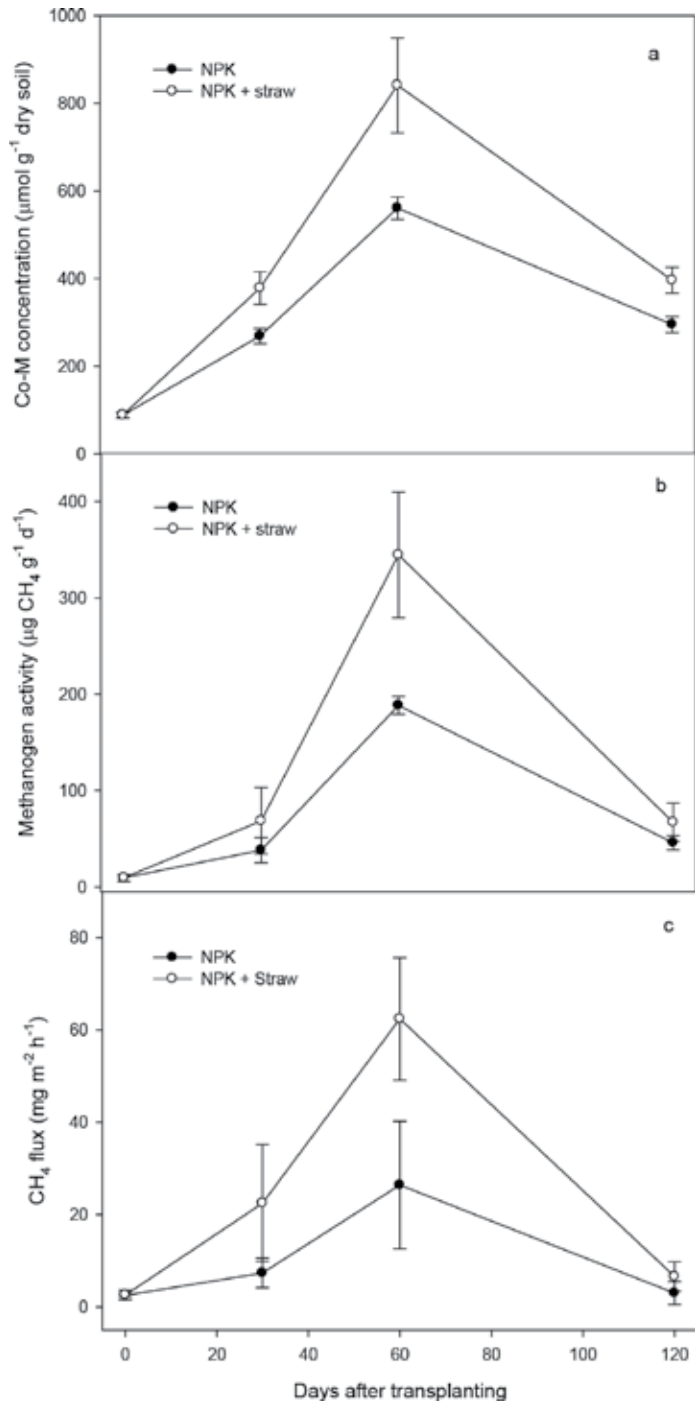 1000
a
NPK
NPK + straw
800
600
400
200
0
Co-M concentration (µmol g⁻¹ dry soil)
b
NPK
NPK + straw
400
300
200
100
0
Methanogen activity (µg CH₄ g⁻¹ d⁻¹)
c
NPK
NPK + Straw
80
60
40
20
0
CH₄ flux (mg m⁻² h⁻¹)
0 20 40 60 80 100 120
Days after transplanting